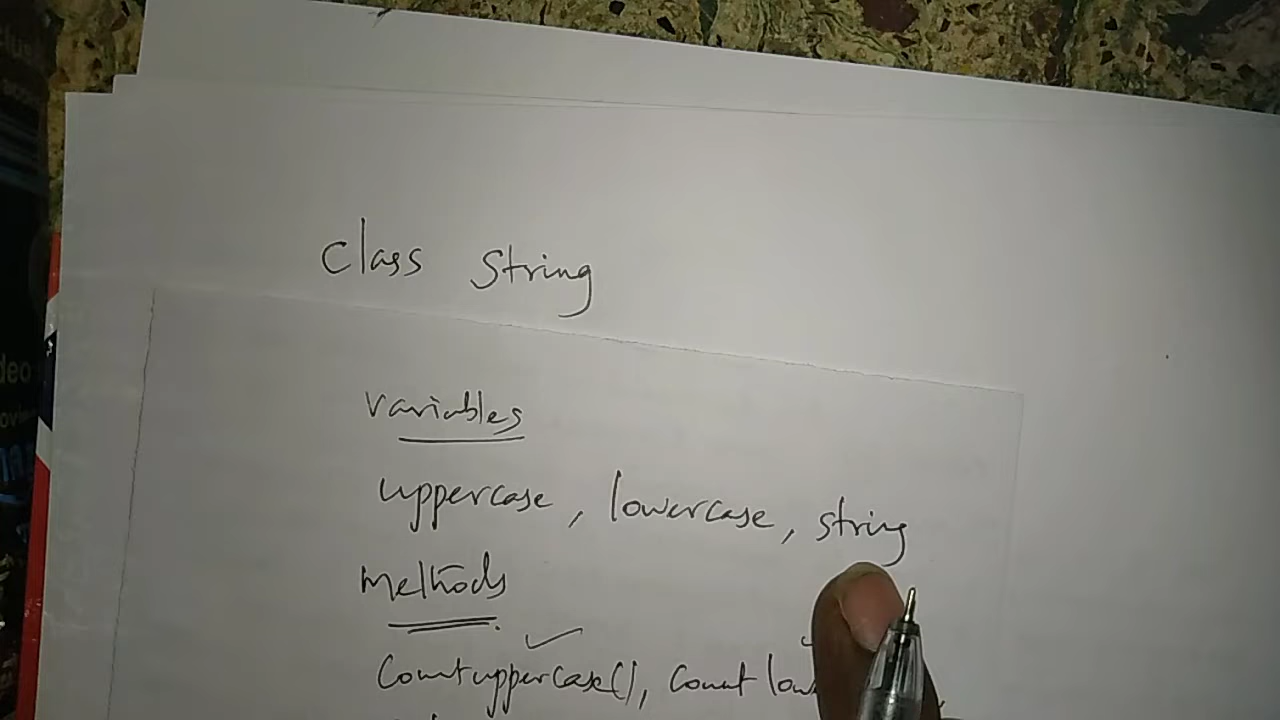 class String
variables
uppercase, lowercase, string
methods
Countuppercase(), Count